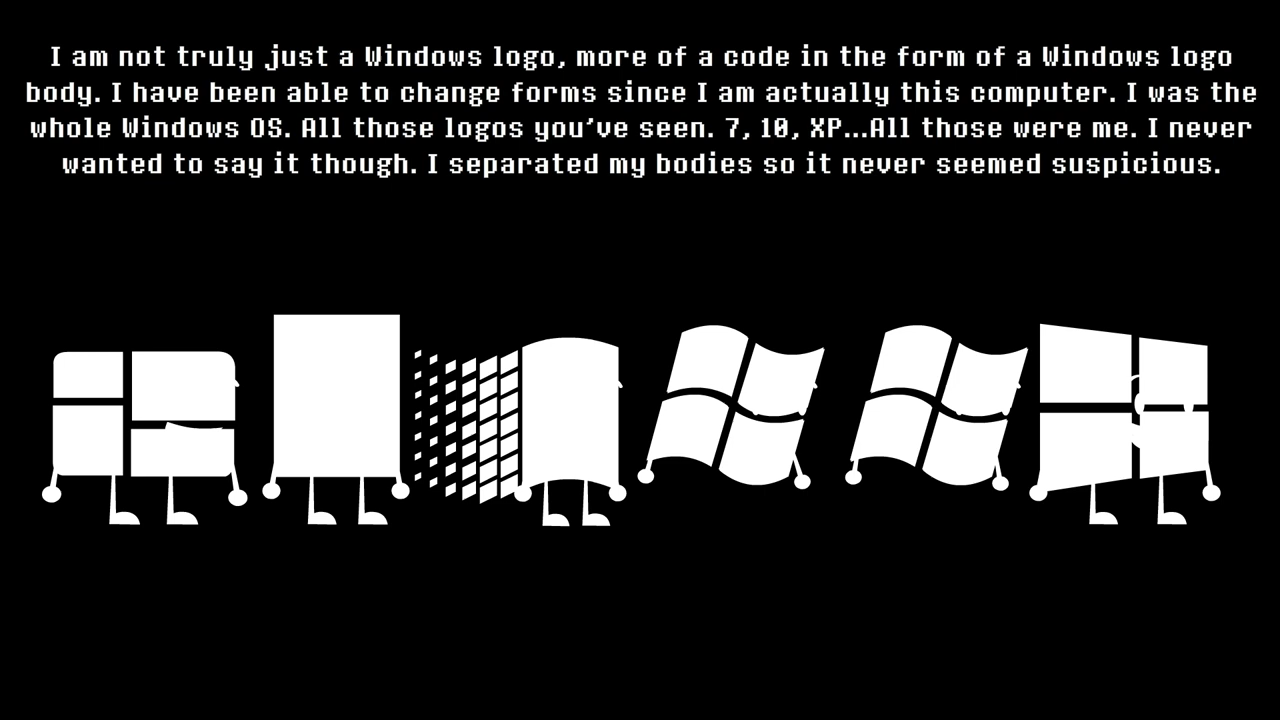 I am not truly just a Windows logo, more of a code in the form of a Windows logo
body. I have been able to change forms since I am actually this computer. I was the
whole Windows OS. All those logos you've seen. 7, 10, XP...All those were me. I never
wanted to say it though. I separated my bodies so it never seemed suspicious.